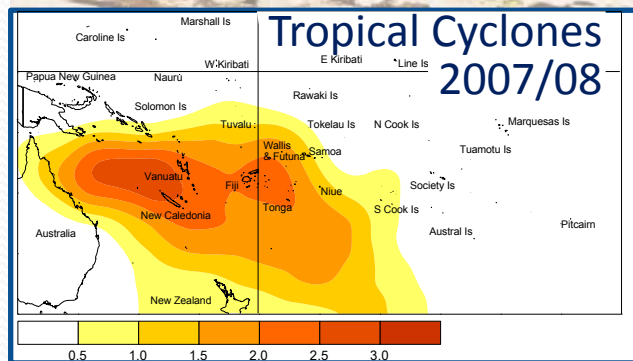 Tropical Cyclones
2007/08
Marshall Is
Caroline Is
W Kiribati
E Kiribati
Line Is
Papua New Guinea
Nauru
Rawaki Is
Solomon Is
Marquesas Is
Tuvalu
Tokelau Is
N Cook Is
Wallis
& Futuna
Samoa
Tuamotu Is
Vanuatu
Fiji
Niue
Society Is
New Caledonia
Tonga
S Cook Is
Pitcairn
Australia
Austral Is
New Zealand
0.5 1.0 1.5 2.0 2.5 3.0